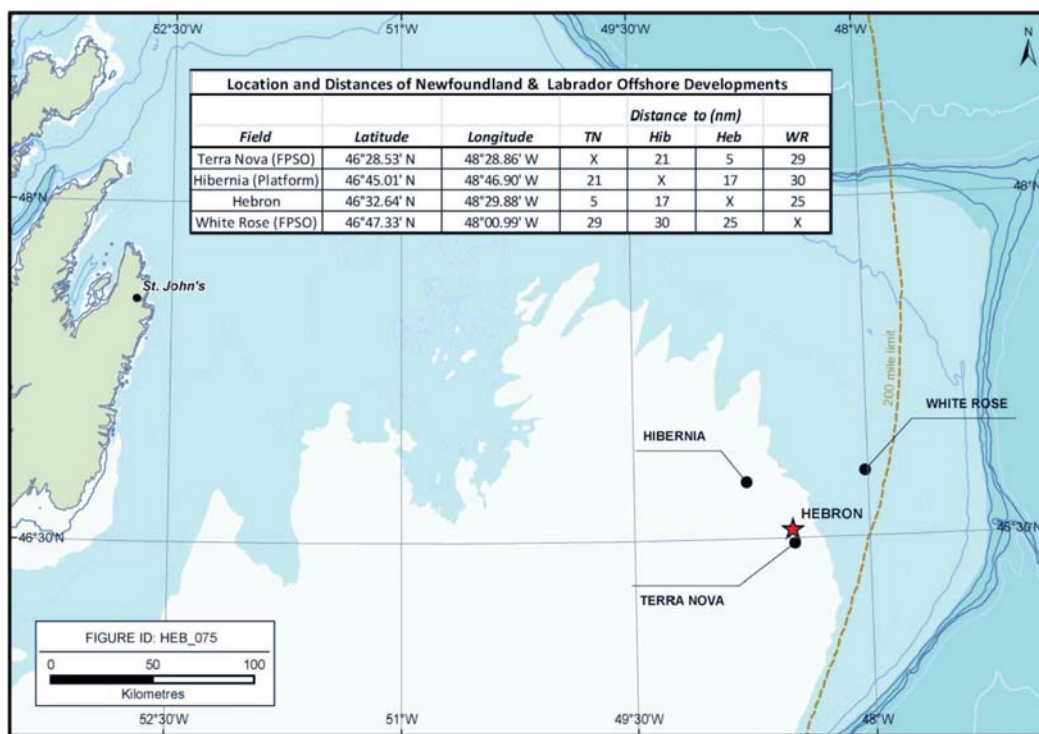 52°30'W 51°W 49°30'W 48°W
N
Location and Distances of Newfoundland & Labrador Offshore Developments
Distance to (nm)
Field Latitude Longitude TN Hib Heb WR
Terra Nova (FPSO) 46°28.53' N 48°28.86' W X 21 5 29
Hibernia (Platform) 46°45.01' N 48°46.90' W 21 X 17 30
Hebron 46°32.64' N 48°29.88' W 5 17 X 25
White Rose (FPSO) 46°47.33' N 48°00.99' W 29 30 25 X
48°N 48°N
St. John's
200 mile limit
WHITE ROSE
HIBERNIA
HEBRON
46°30'N 46°30'N
TERRA NOVA
FIGURE ID: HEB_075
0 50 100
Kilometres
52°30'W 51°W 49°30'W 48°W